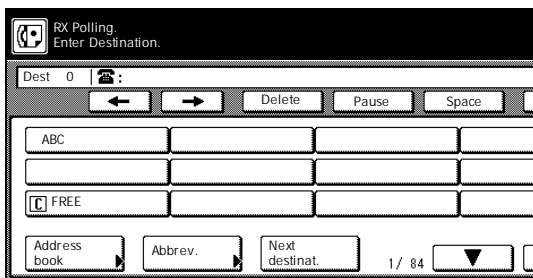 RX Polling.
Enter Destination.
Dest 0 ☎:
← → Delete Pause Space
ABC
C FREE
Address book Abbrev. Next destinat. 1/ 84 ▼